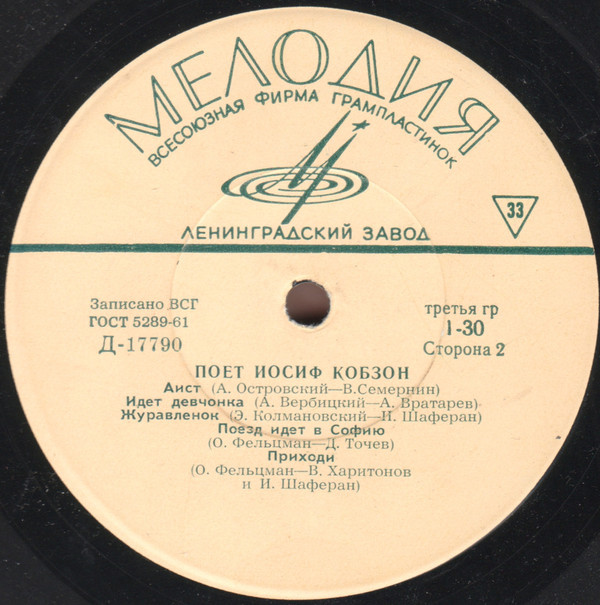 МЕЛОДИЯ
ВСЕСОЮЗНАЯ ФИРМА ГРАМПЛАСТИНОК
33
ЛЕНИНГРАДСКИЙ ЗАВОД
Записано ВСГ
ГОСТ 5289-61
Д-17790
третья гр
1-30
Сторона 2
ПОЕТ ИОСИФ КОБЗОН
Аист (А. Островский—В.Семернин)
Идет девчонка (А. Вербицкий—А. Вратарев)
Журавленок (Э. Колмановский—И. Шаферан)
Поезд идет в Софию
(О. Фельцман—Д. Точев)
Приходи
(О. Фельцман—В. Харитонов
и И. Шаферан)